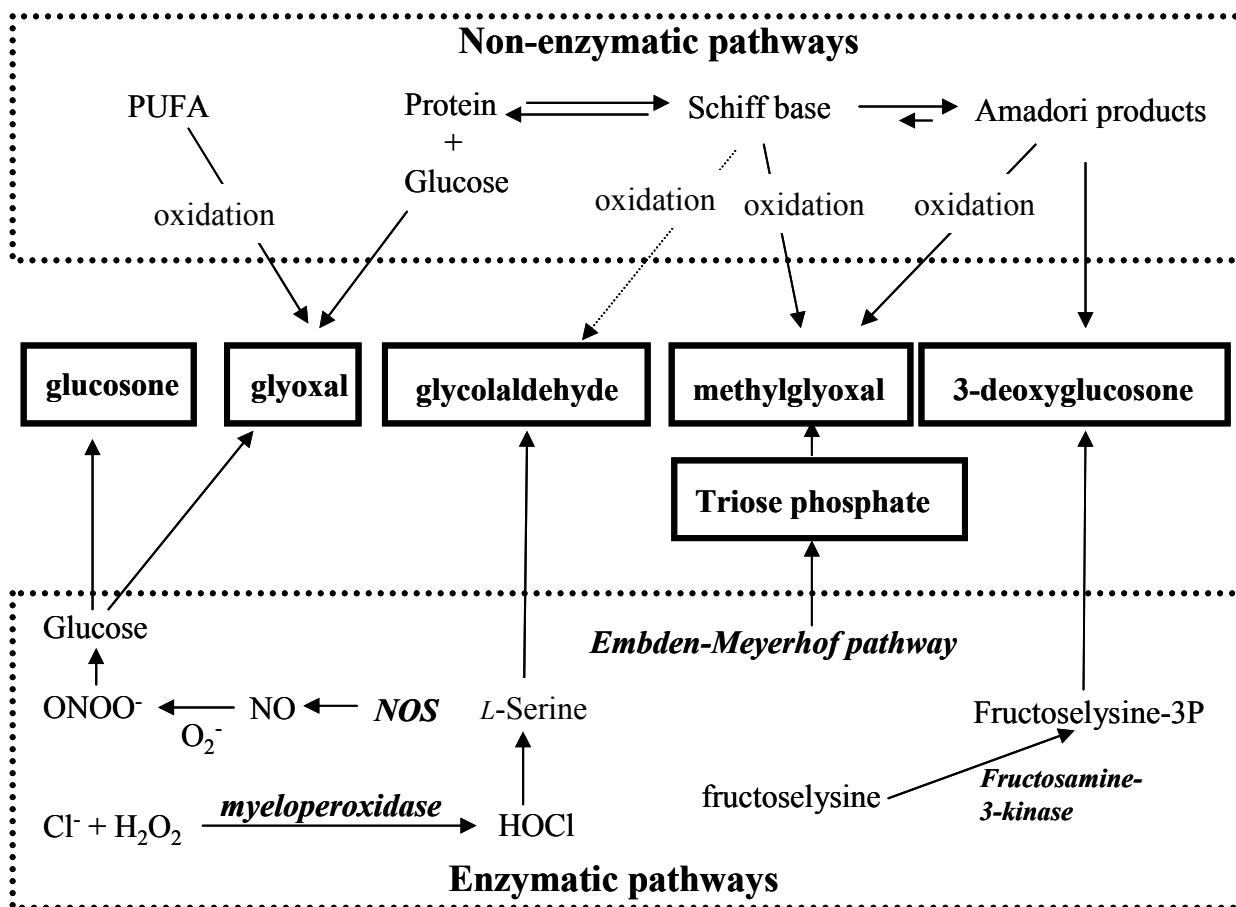 Non-enzymatic pathways
PUFA
Protein
+
Glucose
Schiff base
Amadori products
oxidation
oxidation
oxidation
oxidation
glucosone
glyoxal
glycolaldehyde
methylglyoxal
3-deoxyglucosone
Triose phosphate
Glucose
Embden-Meyerhof pathway
ONOO⁻
O₂⁻
NO
NOS
L-Serine
Fructoselysine-3P
fructoselysine
Fructosamine-
3-kinase
Cl⁻ + H₂O₂
myeloperoxidase
HOCl
Enzymatic pathways